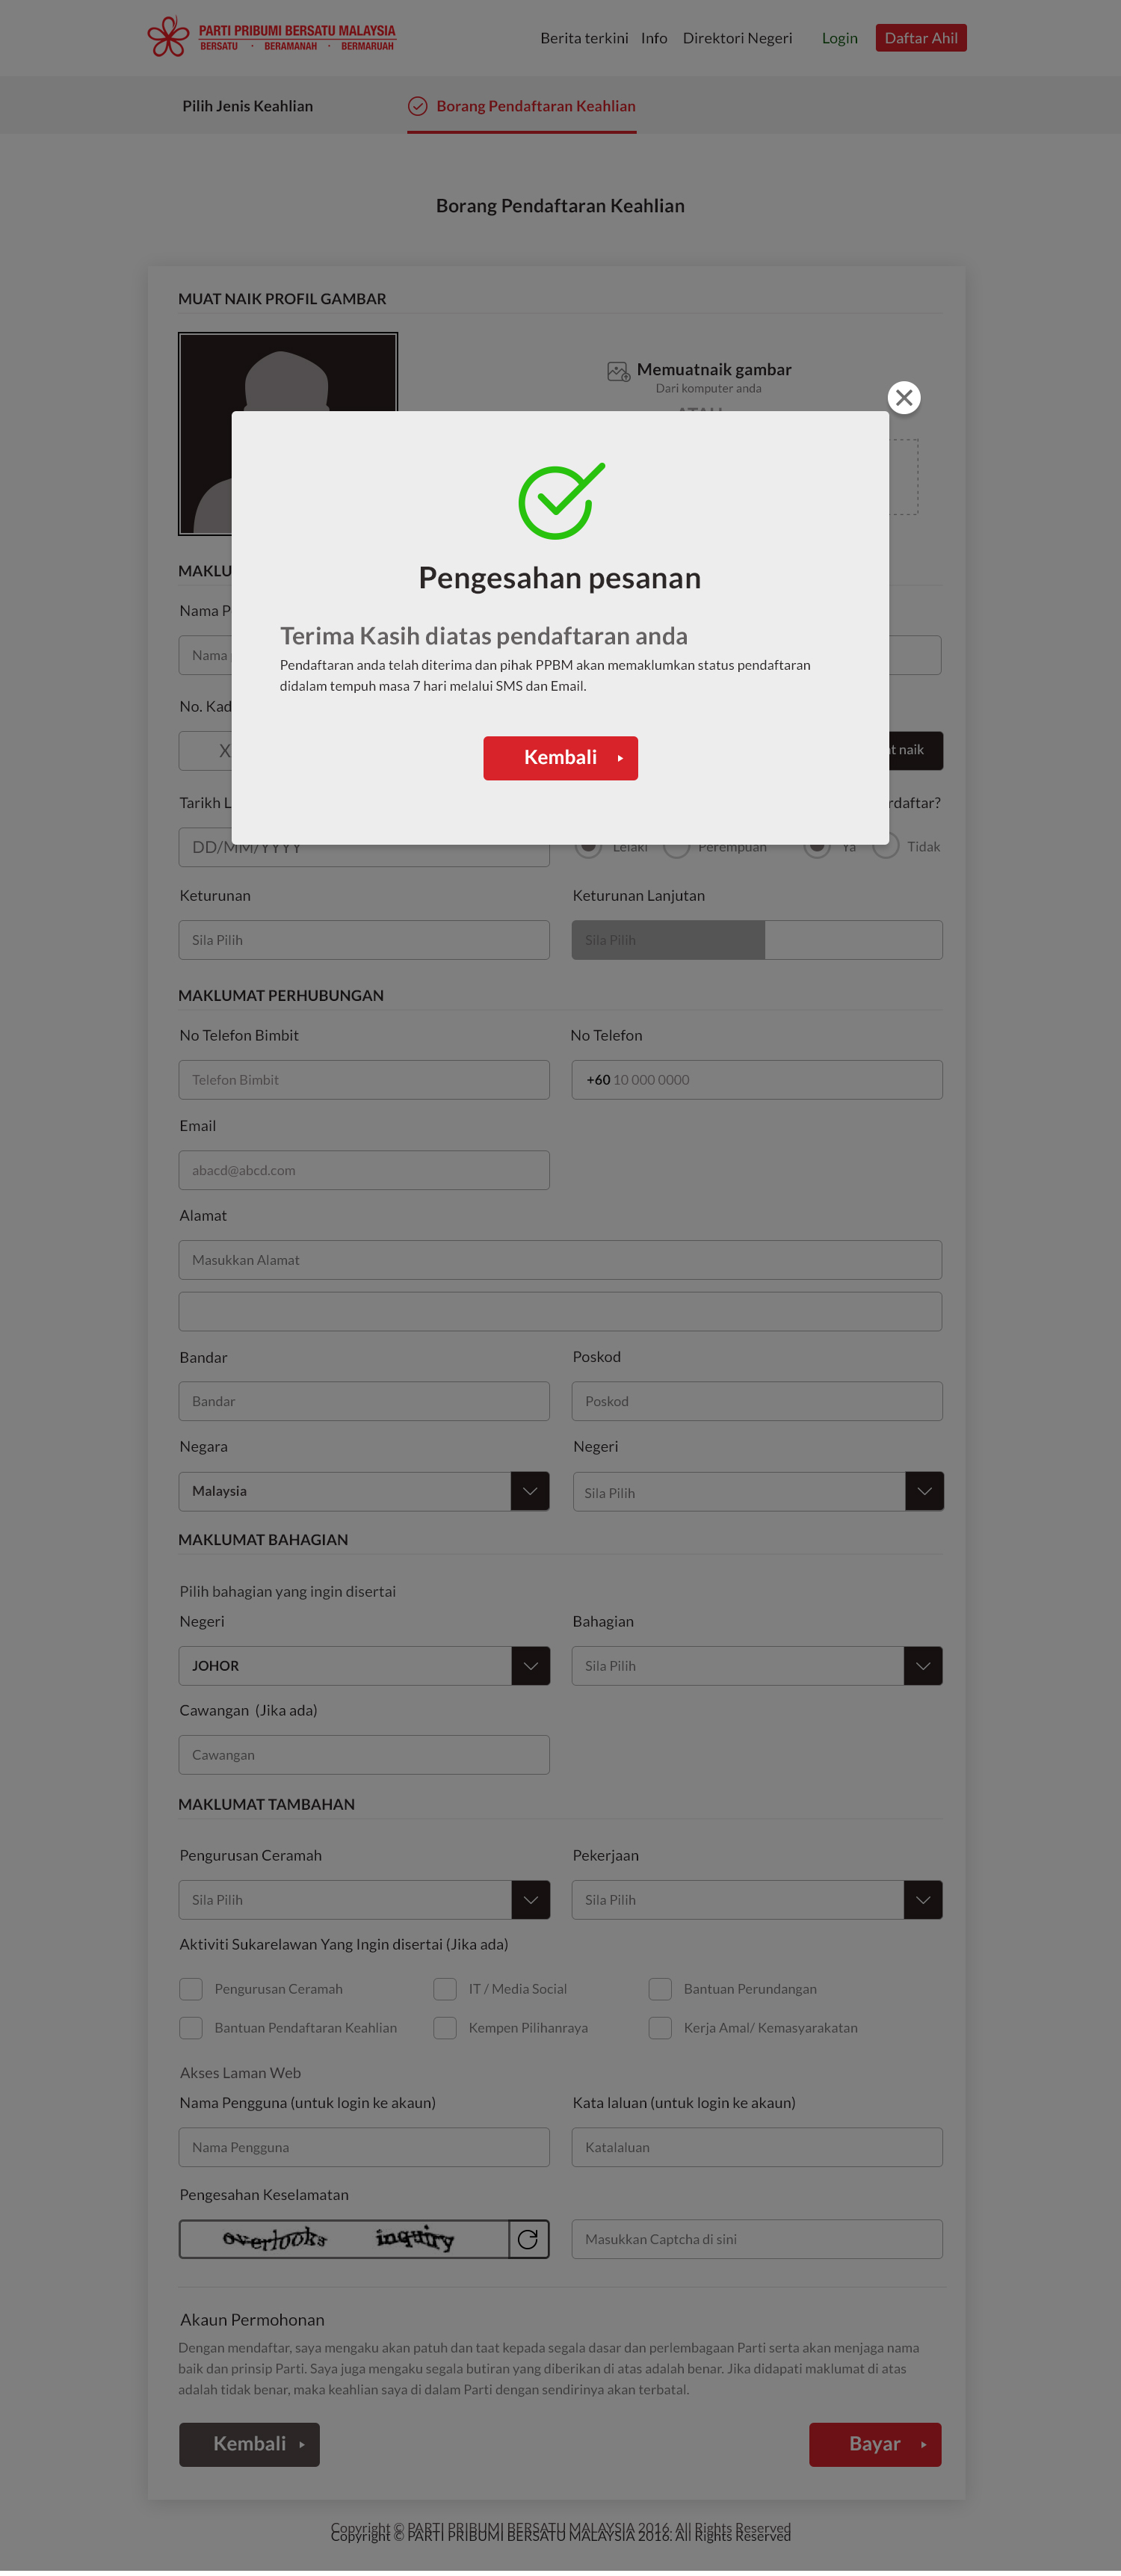 PARTI PRIBUMI BERSATU MALAYSIA
BERSATU · BERAMANAH · BERMARUAH
Berita terkini Info Direktori Negeri Login Daftar Ahil
Pilih Jenis Keahlian Borang Pendaftaran Keahlian
Borang Pendaftaran Keahlian
MUAT NAIK PROFIL GAMBAR
Memuatnaik gambar
Dari komputer anda
Pengesahan pesanan
Terima Kasih diatas pendaftaran anda
Pendaftaran anda telah diterima dan pihak PPBM akan memaklumkan status pendaftaran
didalam tempuh masa 7 hari melalui SMS dan Email.
Kembali
MAKLU
Nama P
Nama
No. Kad
X
t naik
Tarikh L
rdaftar?
DD/MM/YYYY Lelaki Perempuan Ya Tidak
Keturunan Keturunan Lanjutan
Sila Pilih Sila Pilih
MAKLUMAT PERHUBUNGAN
No Telefon Bimbit No Telefon
Telefon Bimbit +60 10 000 0000
Email
abacd@abcd.com
Alamat
Masukkan Alamat
Bandar Poskod
Bandar Poskod
Negara Negeri
Malaysia Sila Pilih
MAKLUMAT BAHAGIAN
Pilih bahagian yang ingin disertai
Negeri Bahagian
JOHOR Sila Pilih
Cawangan (Jika ada)
Cawangan
MAKLUMAT TAMBAHAN
Pengurusan Ceramah Pekerjaan
Sila Pilih Sila Pilih
Aktiviti Sukarelawan Yang Ingin disertai (Jika ada)
Pengurusan Ceramah IT / Media Social Bantuan Perundangan
Bantuan Pendaftaran Keahlian Kempen Pilihanraya Kerja Amal/ Kemasyarakatan
Akses Laman Web
Nama Pengguna (untuk login ke akaun) Kata laluan (untuk login ke akaun)
Nama Pengguna Katalaluan
Pengesahan Keselamatan
overlooks inquiry Masukkan Captcha di sini
Akaun Permohonan
Dengan mendaftar, saya mengaku akan patuh dan taat kepada segala dasar dan perlembagaan Parti serta akan menjaga nama
baik dan prinsip Parti. Saya juga mengaku segala butiran yang diberikan di atas adalah benar. Jika didapati maklumat di atas
adalah tidak benar, maka keahlian saya di dalam Parti dengan sendirinya akan terbatal.
Kembali Bayar
Copyright © PARTI PRIBUMI BERSATU MALAYSIA 2016. All Rights Reserved
Copyright © PARTI PRIBUMI BERSATU MALAYSIA 2016. All Rights Reserved